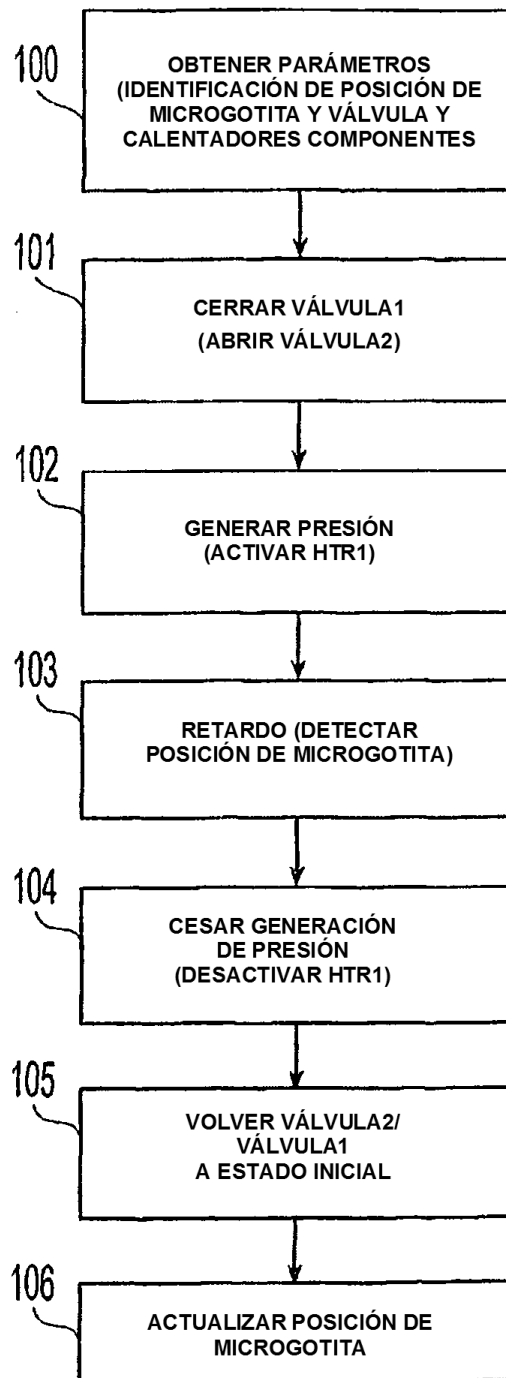 100
OBTENER PARÁMETROS
(IDENTIFICACIÓN DE POSICIÓN DE
MICROGOTITA Y VÁLVULA Y
CALENTADORES COMPONENTES
101
CERRAR VÁLVULA1
(ABRIR VÁLVULA2)
102
GENERAR PRESIÓN
(ACTIVAR HTR1)
103
RETARDO (DETECTAR
POSICIÓN DE MICROGOTITA)
104
CESAR GENERACIÓN
DE PRESIÓN
(DESACTIVAR HTR1)
105
VOLVER VÁLVULA2/
VÁLVULA1
A ESTADO INICIAL
106
ACTUALIZAR POSICIÓN DE
MICROGOTITA